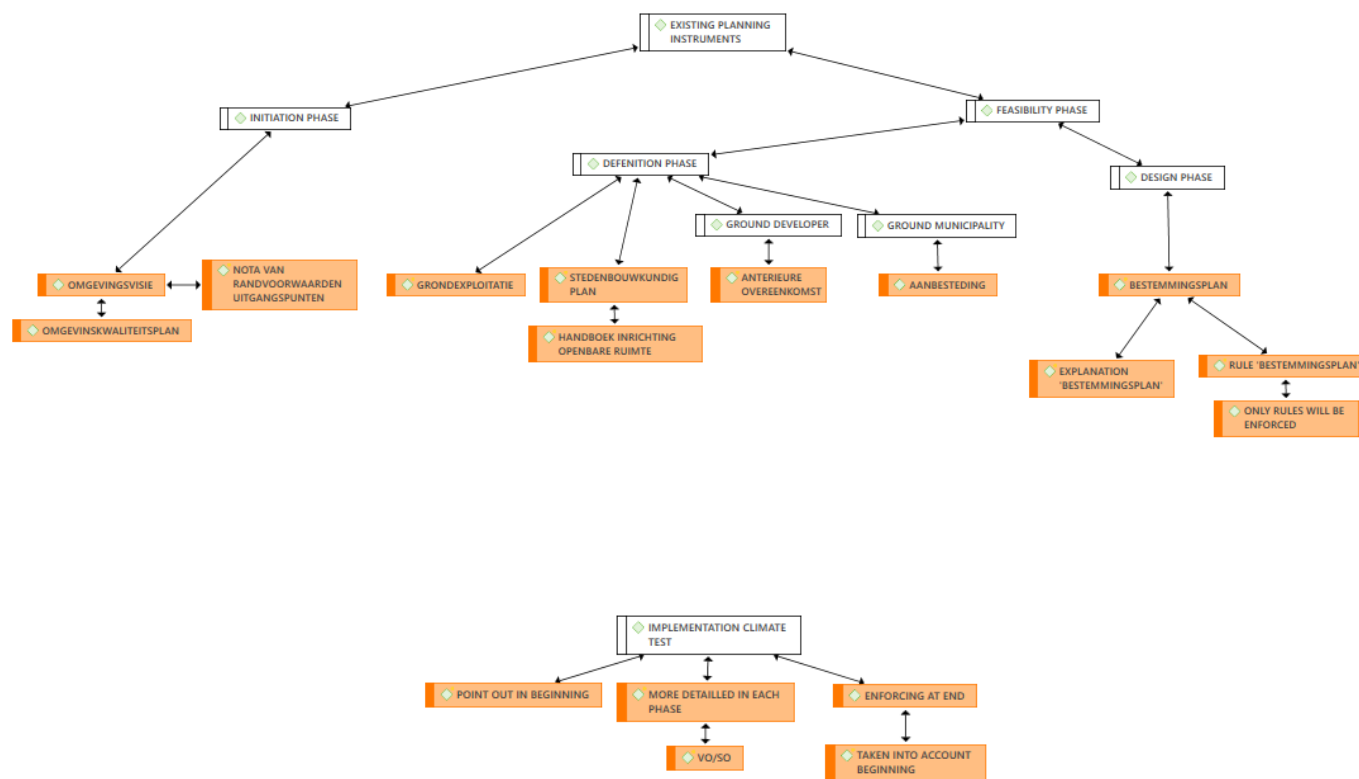 EXISTING PLANNING
INSTRUMENTS
INITIATION PHASE
FEASIBILITY PHASE
DEFENITION PHASE
DESIGN PHASE
GROUND DEVELOPER
GROUND MUNICIPALITY
OMGEVINGSVISIE
NOTA VAN
RANDVOORWAARDEN
UITGANGSPUNTEN
GRONDEXPLOITATIE
STEDENBOUWKUNDIG
PLAN
ANTERIEURE
OVEREENKOMST
AANBESTEDING
BESTEMMINGSPLAN
OMGEVINSKWALITEITSPLAN
HANDBOEK INRICHTING
OPENBARE RUIMTE
EXPLANATION
'BESTEMMINGSPLAN'
RULE 'BESTEMMINGSPLAN'
ONLY RULES WILL BE
ENFORCED
IMPLEMENTATION CLIMATE
TEST
POINT OUT IN BEGINNING
MORE DETAILLED IN EACH
PHASE
ENFORCING AT END
VO/SO
TAKEN INTO ACCOUNT
BEGINNING